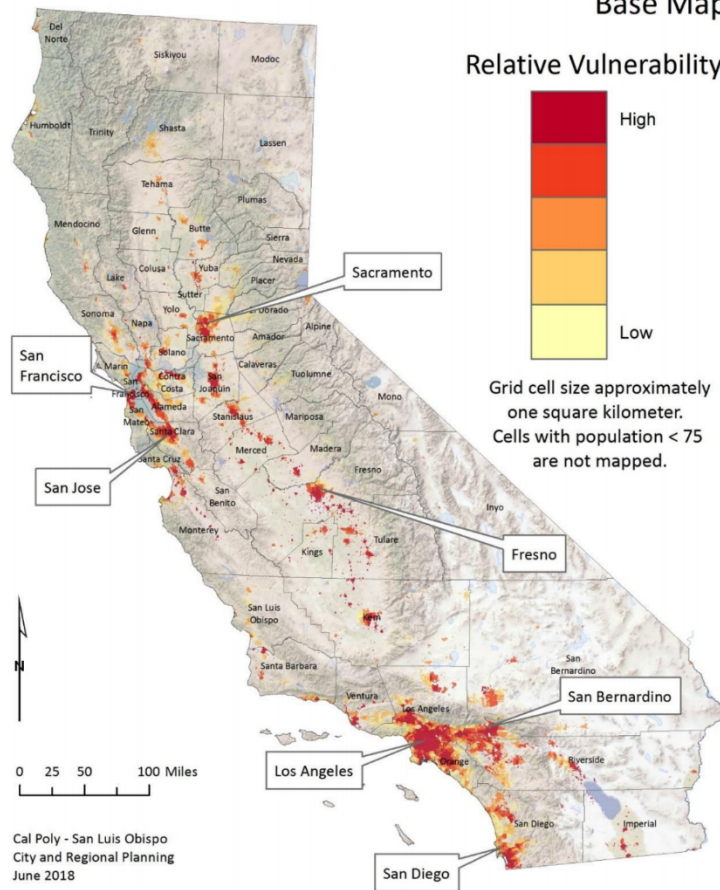 Base Map
Relative Vulnerability
High
Low
Grid cell size approximately
one square kilometer.
Cells with population < 75
are not mapped.
Del
Norte
Siskiyou
Modoc
Humboldt
Trinity
Shasta
Lassen
Tehama
Plumas
Mendocino
Glenn
Butte
Sierra
Nevada
Lake
Colusa
Yuba
Placer
Sutter
Sacramento
Sonoma
Napa
Yolo
El Dorado
Sacramento
Alpine
Amador
Solano
San
Francisco
Marin
Contra
Costa
San
Joaquin
Calaveras
Tuolumne
San
Francisco
Mono
Alameda
San
Mateo
Stanislaus
Mariposa
Santa Clara
Merced
Madera
Santa Cruz
San Jose
Fresno
San
Benito
Inyo
Monterey
Tulare
Fresno
Kings
San Luis
Obispo
Kern
N
Santa Barbara
San
Bernardino
Ventura
Los Angeles
San Bernardino
Los Angeles
Orange
Riverside
0 25 50 100 Miles
San Diego
Imperial
Cal Poly - San Luis Obispo
City and Regional Planning
June 2018
San Diego